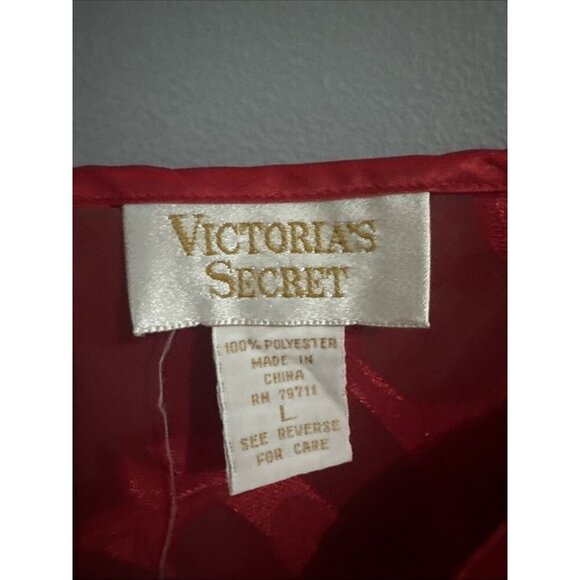 VICTORIA'S
SECRET
100% POLYESTER
MADE IN
CHINA
RN 79711
L
SEE REVERSE
FOR CARE